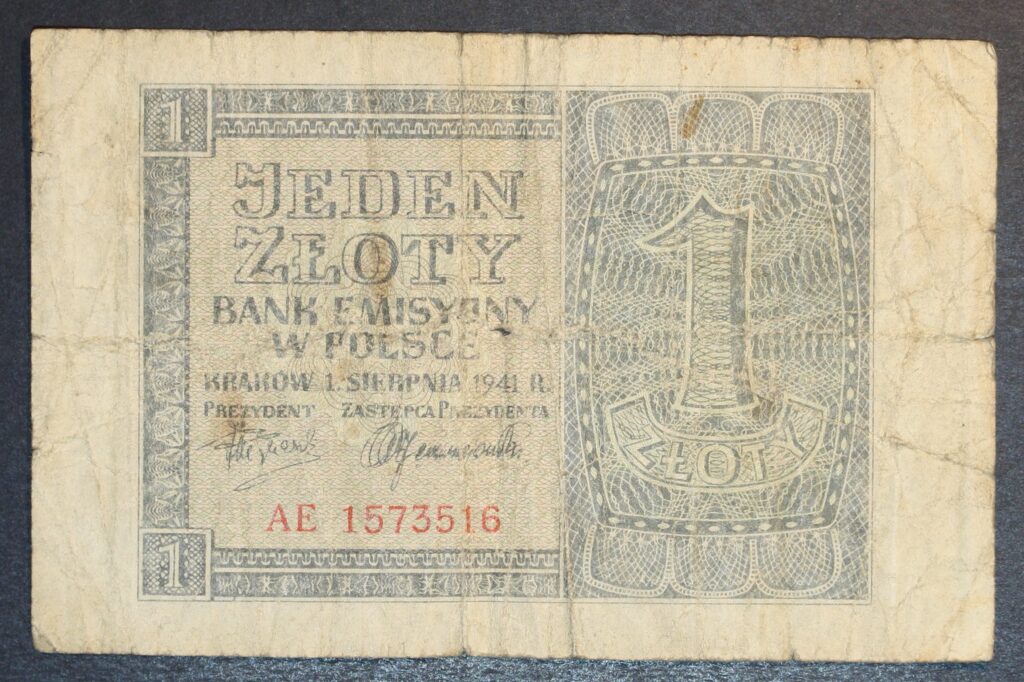 1
JEDEN
ZŁOTY
BANK EMISYJNY
W POLSCE
KRAKÓW 1. SIERPNIA 1941 R.
PREZYDENT ZASTĘPCA PREZYDENTA
AE 1573516
1
1
ZŁOTY